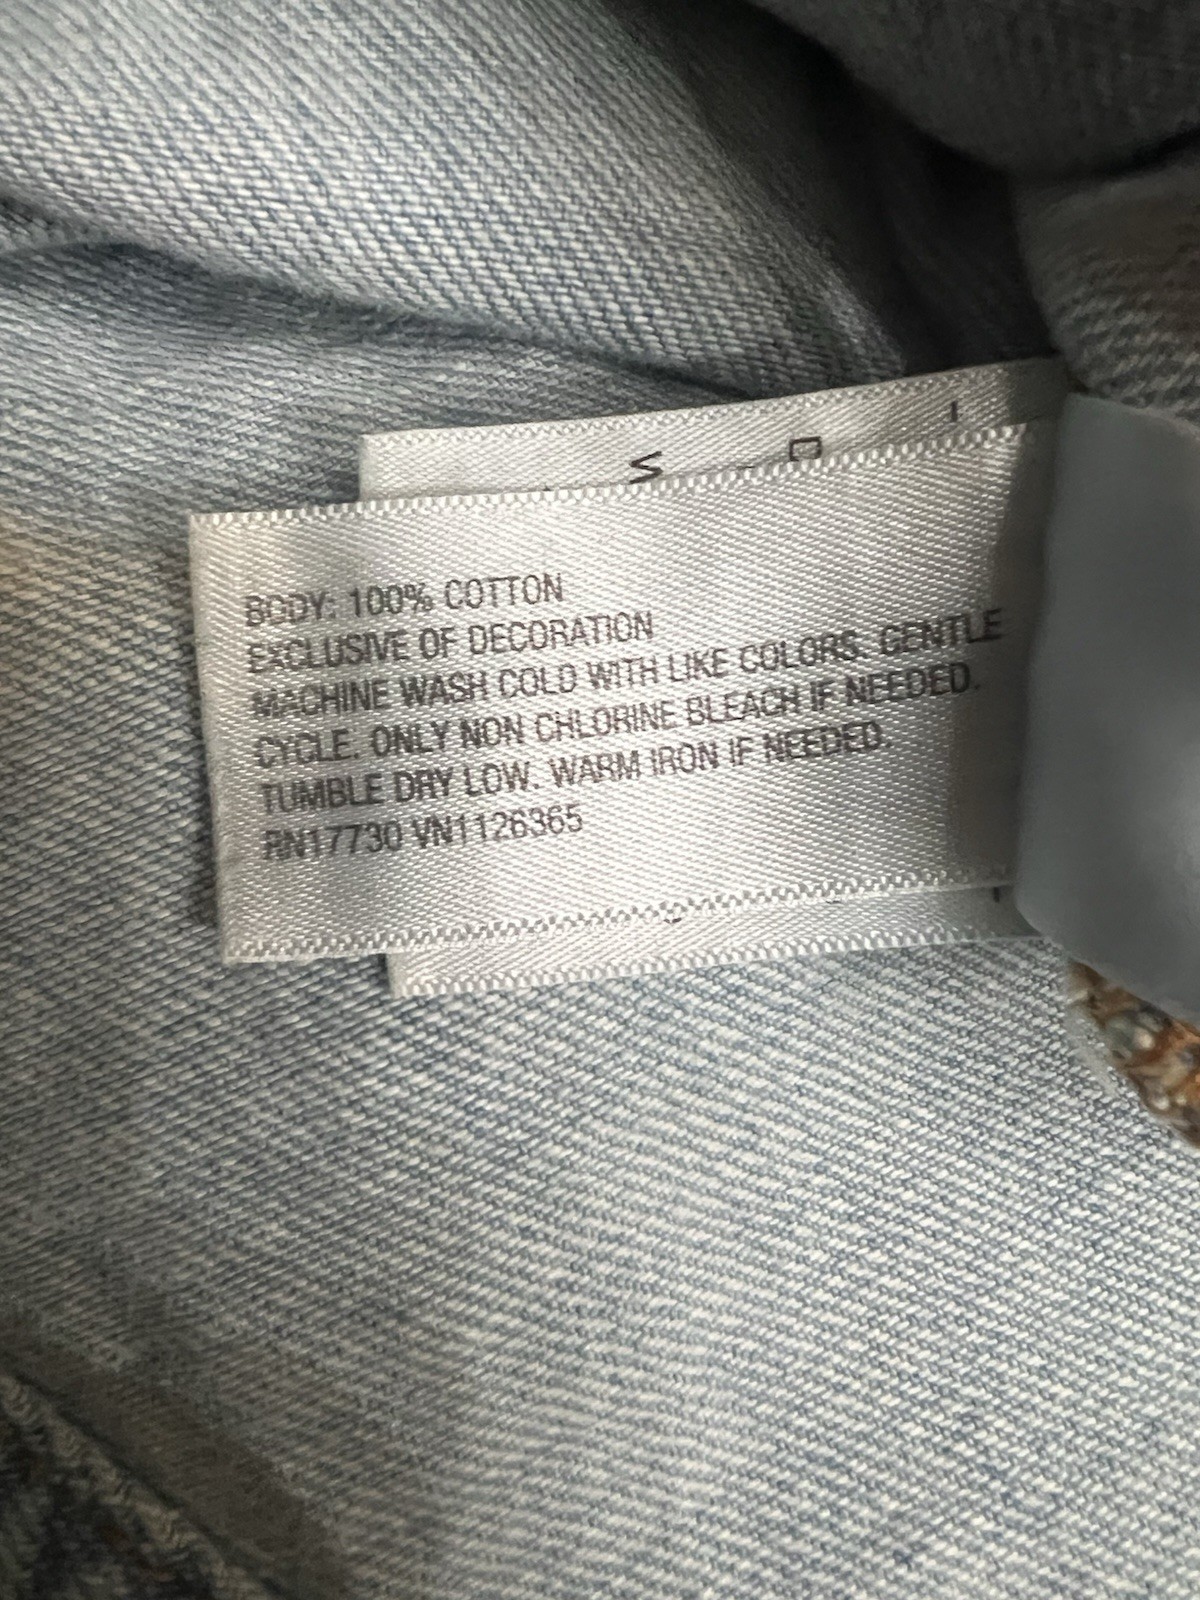 BODY: 100% COTTON
EXCLUSIVE OF DECORATION
MACHINE WASH COLD WITH LIKE COLORS. GENTLE
CYCLE. ONLY NON CHLORINE BLEACH IF NEEDED.
TUMBLE DRY LOW. WARM IRON IF NEEDED.
RN17730 VN1126365